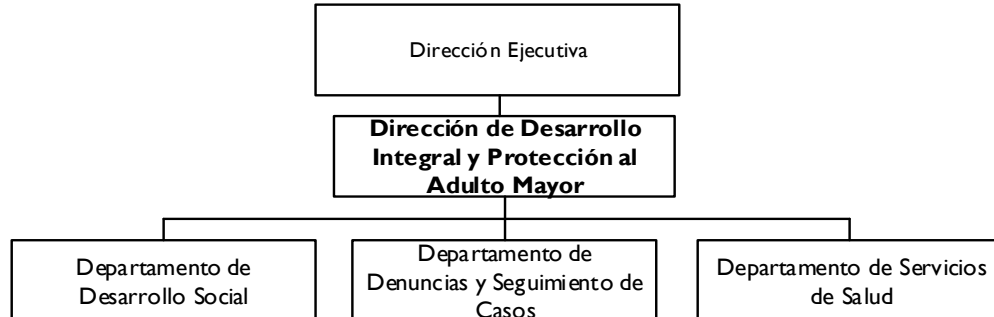 Dirección Ejecutiva
Dirección de Desarrollo
Integral y Protección al
Adulto Mayor
Departamento de
Desarrollo Social
Departamento de
Denuncias y Seguimiento de
Casos
Departamento de Servicios
de Salud